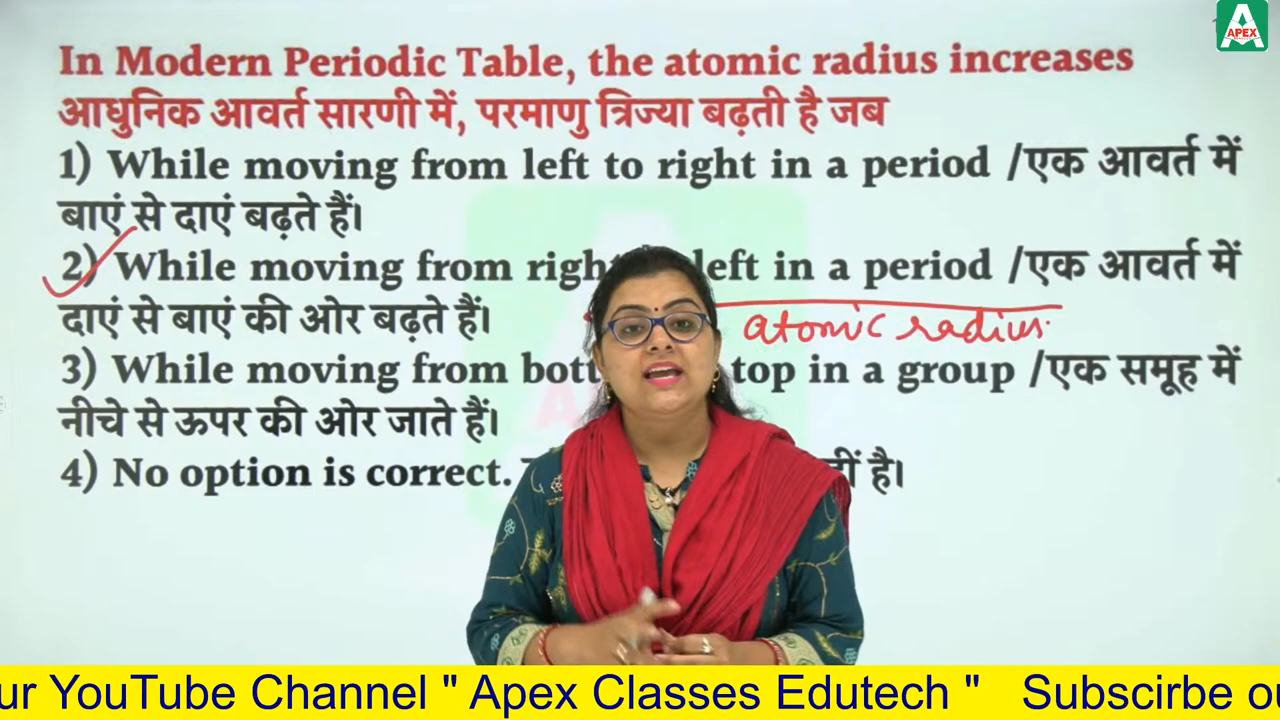 APEX
In Modern Periodic Table, the atomic radius increases
आधुनिक आवर्त सारणी में, परमाणु त्रिज्या बढ़ती है जब
1) While moving from left to right in a period /एक आवर्त में
बाएं से दाएं बढ़ते हैं।
2) While moving from left in a period /एक आवर्त में
दाएं से बाएं की ओर बढ़ते हैं।
atomic radius.
3) While moving from top in a group /एक समूह में
नीचे से ऊपर की ओर जाते हैं।
4) No option is correct. है।
YouTube Channel " Apex Classes Edutech " Subscirbe